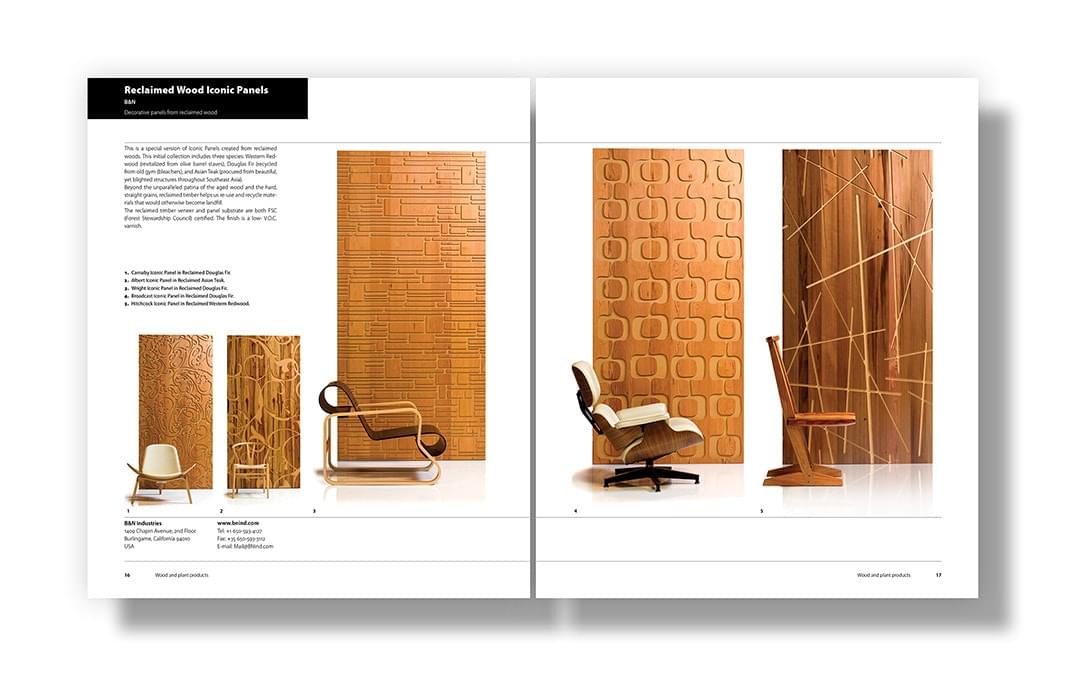 Reclaimed Wood Iconic Panels
B&N
Decorative panels from reclaimed wood
This is a special version of Iconic Panels created from reclaimed
woods. This initial collection includes three species: Western Red-
wood (revitalized from olive barrel staves), Douglas Fir (recycled
from old gym (bleachers), and Asian Teak (procured from beautiful,
yet blighted structures throughout Southeast Asia).
Beyond the unparalleled patina of the aged wood and the hard,
straight grains, reclaimed timber helps us re-use and recycle mate-
rials that would otherwise become landfill.
The reclaimed timber veneer and panel substrate are both FSC
(Forest Stewardship Council) certified. The finish is a low- V.O.C.
varnish.
1. Carnaby Iconic Panel in Reclaimed Douglas Fir.
2. Albert Iconic Panel in Reclaimed Asian Teak.
3. Wright Iconic Panel in Reclaimed Douglas Fir.
4. Broadcast Iconic Panel in Reclaimed Douglas Fir.
5. Hitchcock Iconic Panel in Reclaimed Western Redwood.
1
2
3
4
5
B&N Industries
1409 Chapin Avenue; 2nd Floor
Burlingame, California 94010
USA
www.bnind.com
Tel: +1 650-593-4127
Fax: +35 650-593-3112
E-mail: Mail@BNind.com
16
Wood and plant products
Wood and plant products
17